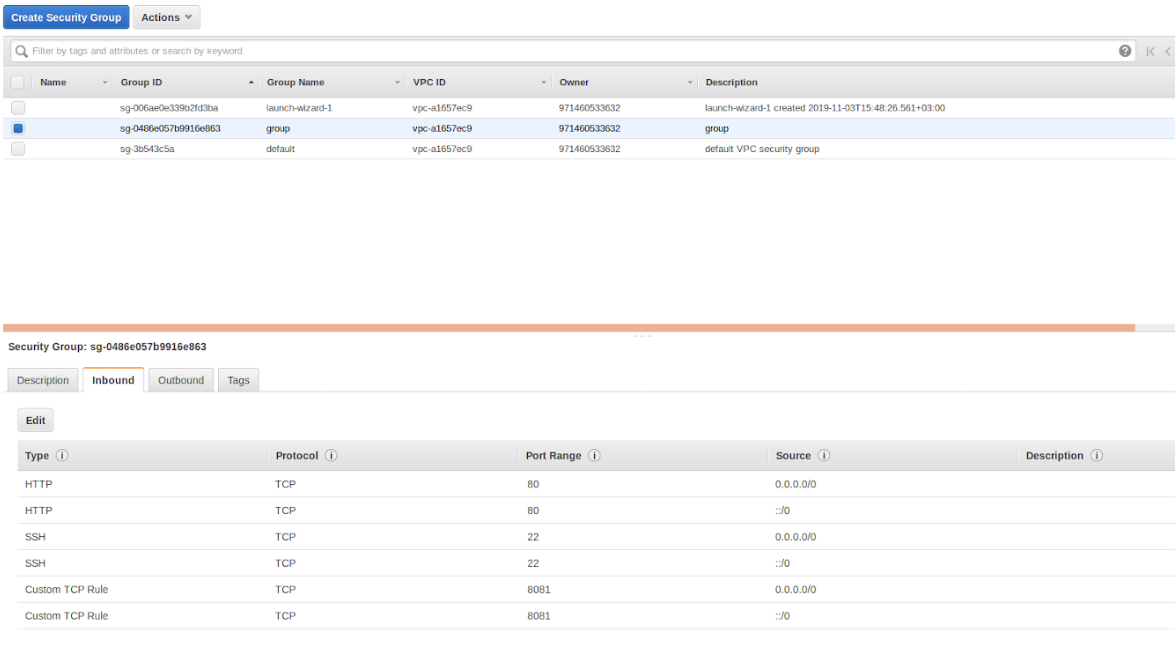 Create Security Group Actions
Filter by tags and attributes or search by keyword
Name Group ID Group Name VPC ID Owner Description
sg-006ae0e339b2fd3ba launch-wizard-1 vpc-a1657ec9 971460533632 launch-wizard-1 created 2019-11-03T15:48:26.561+03:00
sg-0486e057b9916e863 group vpc-a1657ec9 971460533632 group
sg-3b543c5a default vpc-a1657ec9 971460533632 default VPC security group
Security Group: sg-0486e057b9916e863
Description Inbound Outbound Tags
Edit
Type Protocol Port Range Source Description
HTTP TCP 80 0.0.0.0/0
HTTP TCP 80 ::/0
SSH TCP 22 0.0.0.0/0
SSH TCP 22 ::/0
Custom TCP Rule TCP 8081 0.0.0.0/0
Custom TCP Rule TCP 8081 ::/0